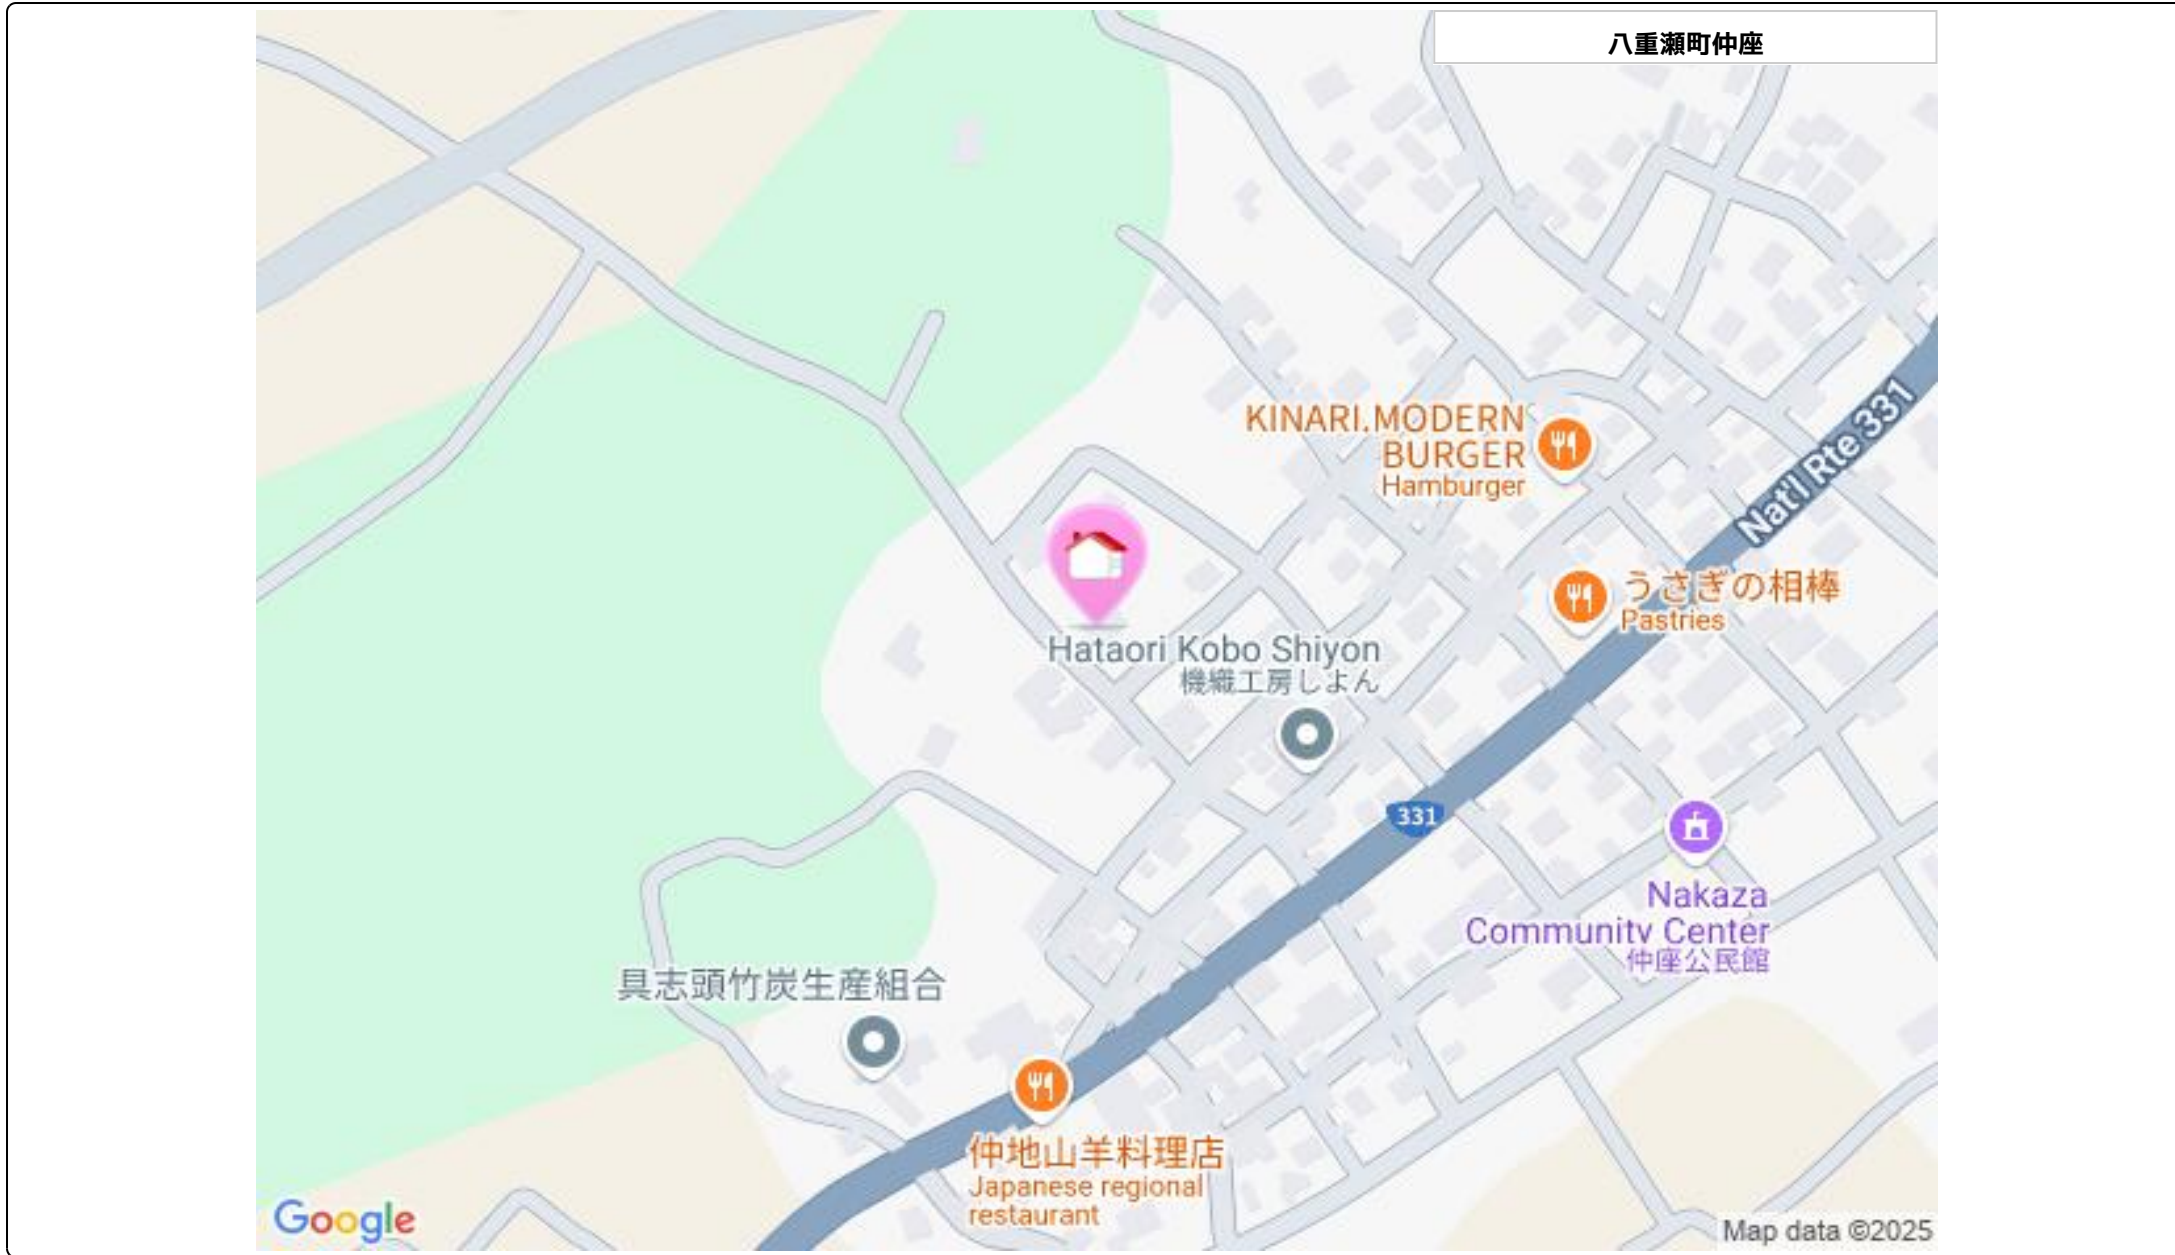 八重瀬町仲座
KINARI.MODERN
BURGER
Hamburger
Nat'l Rte 331
うさぎの相棒
Pastries
Hataori Kobo Shiyon
機織工房しよん
331
Nakaza
Community Center
仲座公民館
具志頭竹炭生産組合
仲地山羊料理店
Japanese regional
restaurant
Google
Map data ©2025